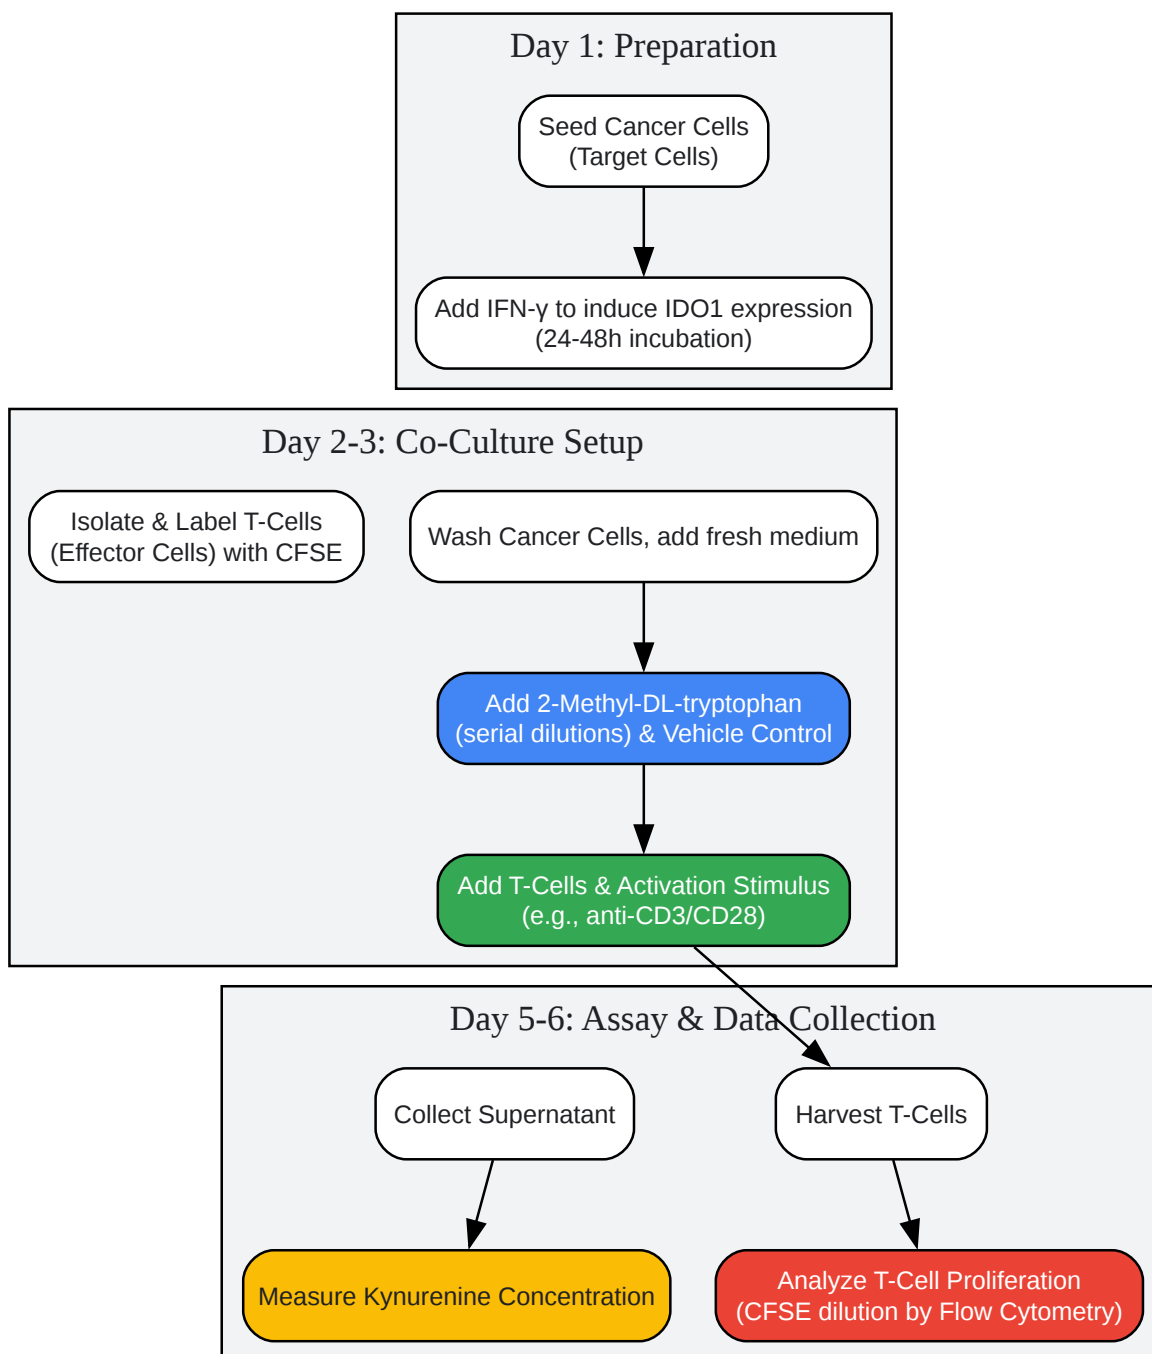 Day 1: Preparation
Seed Cancer Cells
(Target Cells)
Add IFN-γ to induce IDO1 expression
(24-48h incubation)
Day 2-3: Co-Culture Setup
Isolate & Label T-Cells
(Effector Cells) with CFSE
Wash Cancer Cells, add fresh medium
Add 2-Methyl-DL-tryptophan
(serial dilutions) & Vehicle Control
Add T-Cells & Activation Stimulus
(e.g., anti-CD3/CD28)
Day 5-6: Assay & Data Collection
Collect Supernatant
Harvest T-Cells
Measure Kynurenine Concentration
Analyze T-Cell Proliferation
(CFSE dilution by Flow Cytometry)